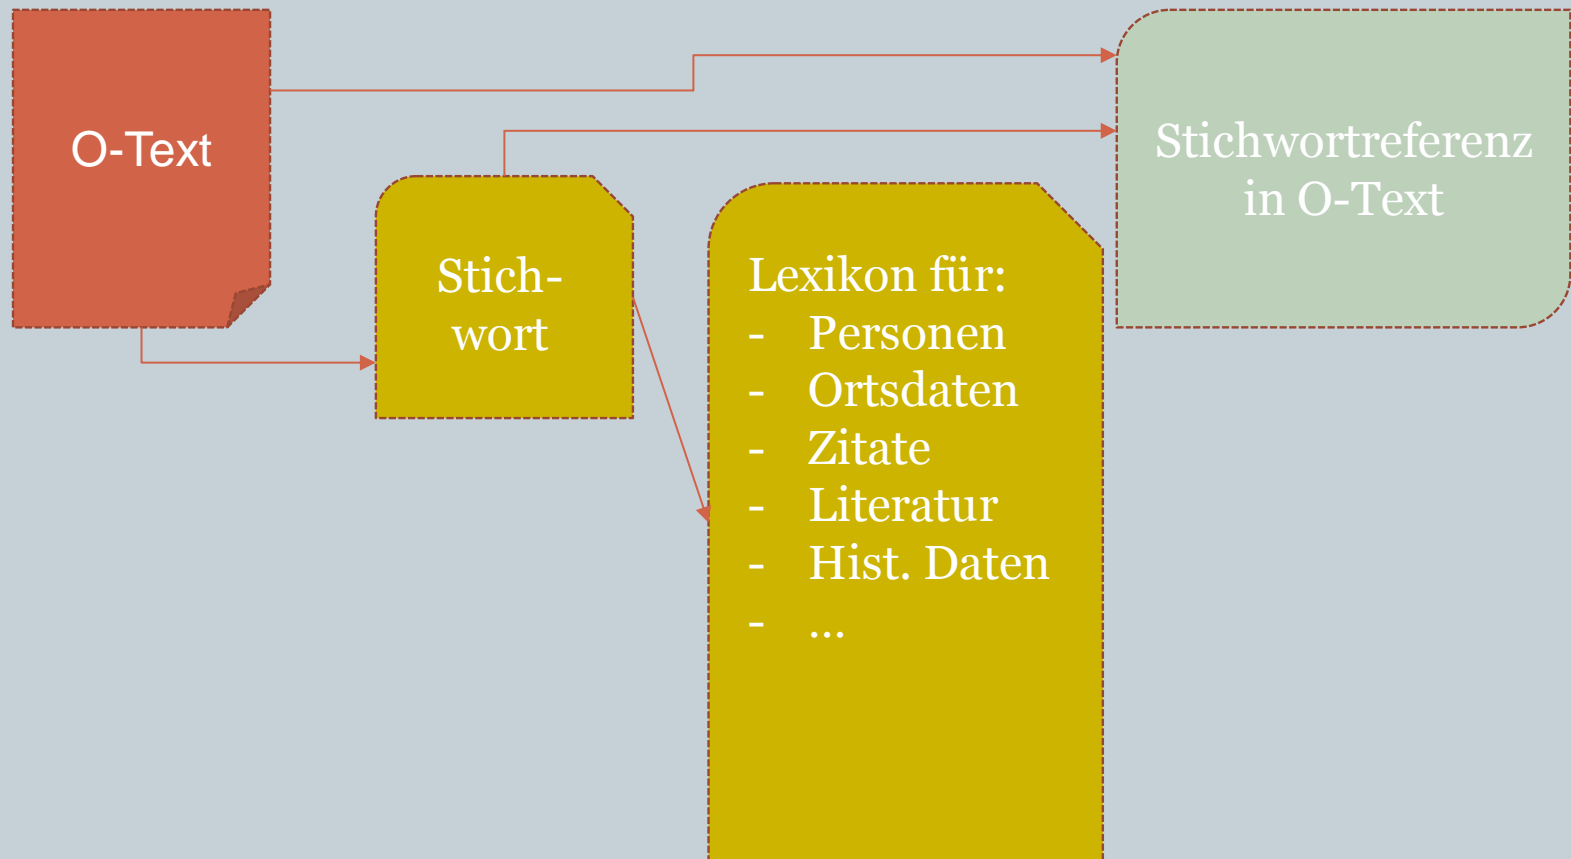 O-Text
Stich-
wort
Lexikon für:
- Personen
- Ortsdaten
- Zitate
- Literatur
- Hist. Daten
- ...
Stichwortreferenz
in O-Text